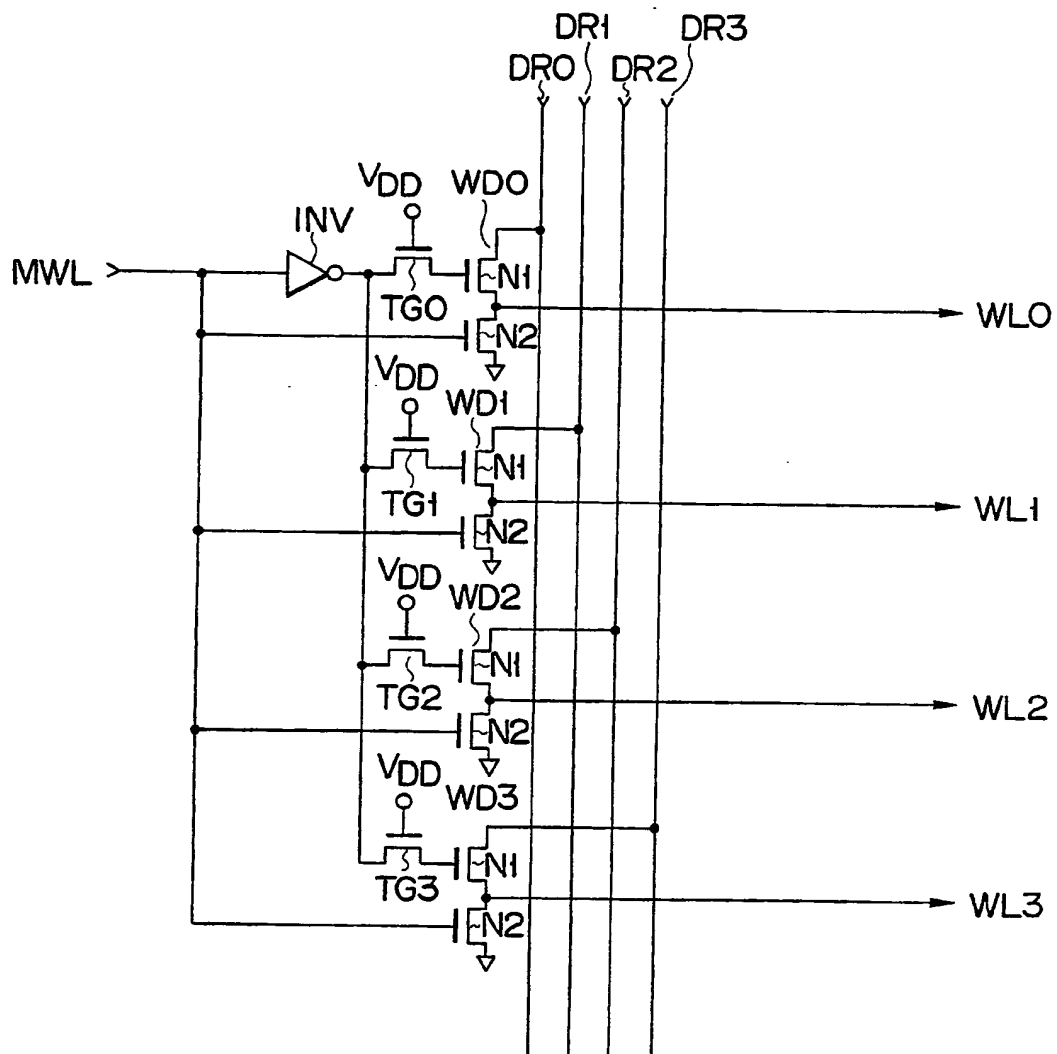 DR1 DR3
DR0 DR2
VDD WD0
INV
MWL N1
TG0
WL0
N2
VDD
WD1
N1
TG1
WL1
N2
VDD
WD2
N1
TG2
WL2
N2
VDD
WD3
N1
TG3
WL3
N2